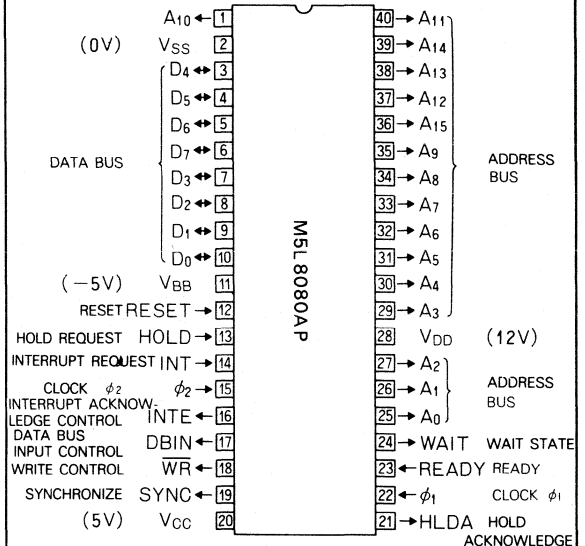 A10 1 40 A11
(0V) VSS 2 39 A14
D4 3 38 A13
D5 4 37 A12
D6 5 36 A15
DATA BUS D7 6 35 A9 ADDRESS BUS
D3 7 34 A8
D2 8 33 A7
D1 9 32 A6
D0 10 31 A5
(−5V) VBB 11 30 A4
RESET RESET 12 29 A3
HOLD REQUEST HOLD 13 28 VDD (12V)
INTERRUPT REQUEST INT 14 27 A2
CLOCK ϕ2 ϕ2 15 26 A1 ADDRESS BUS
INTERRUPT ACKNOW-
LEDGE CONTROL INTE 16 25 A0
DATA BUS
INPUT CONTROL DBIN 17 24 WAIT WAIT STATE
WRITE CONTROL W̅R̅ 18 23 READY READY
SYNCHRONIZE SYNC 19 22 ϕ1 CLOCK ϕ1
(5V) VCC 20 21 HLDA HOLD
ACKNOWLEDGE
M5L8080AP